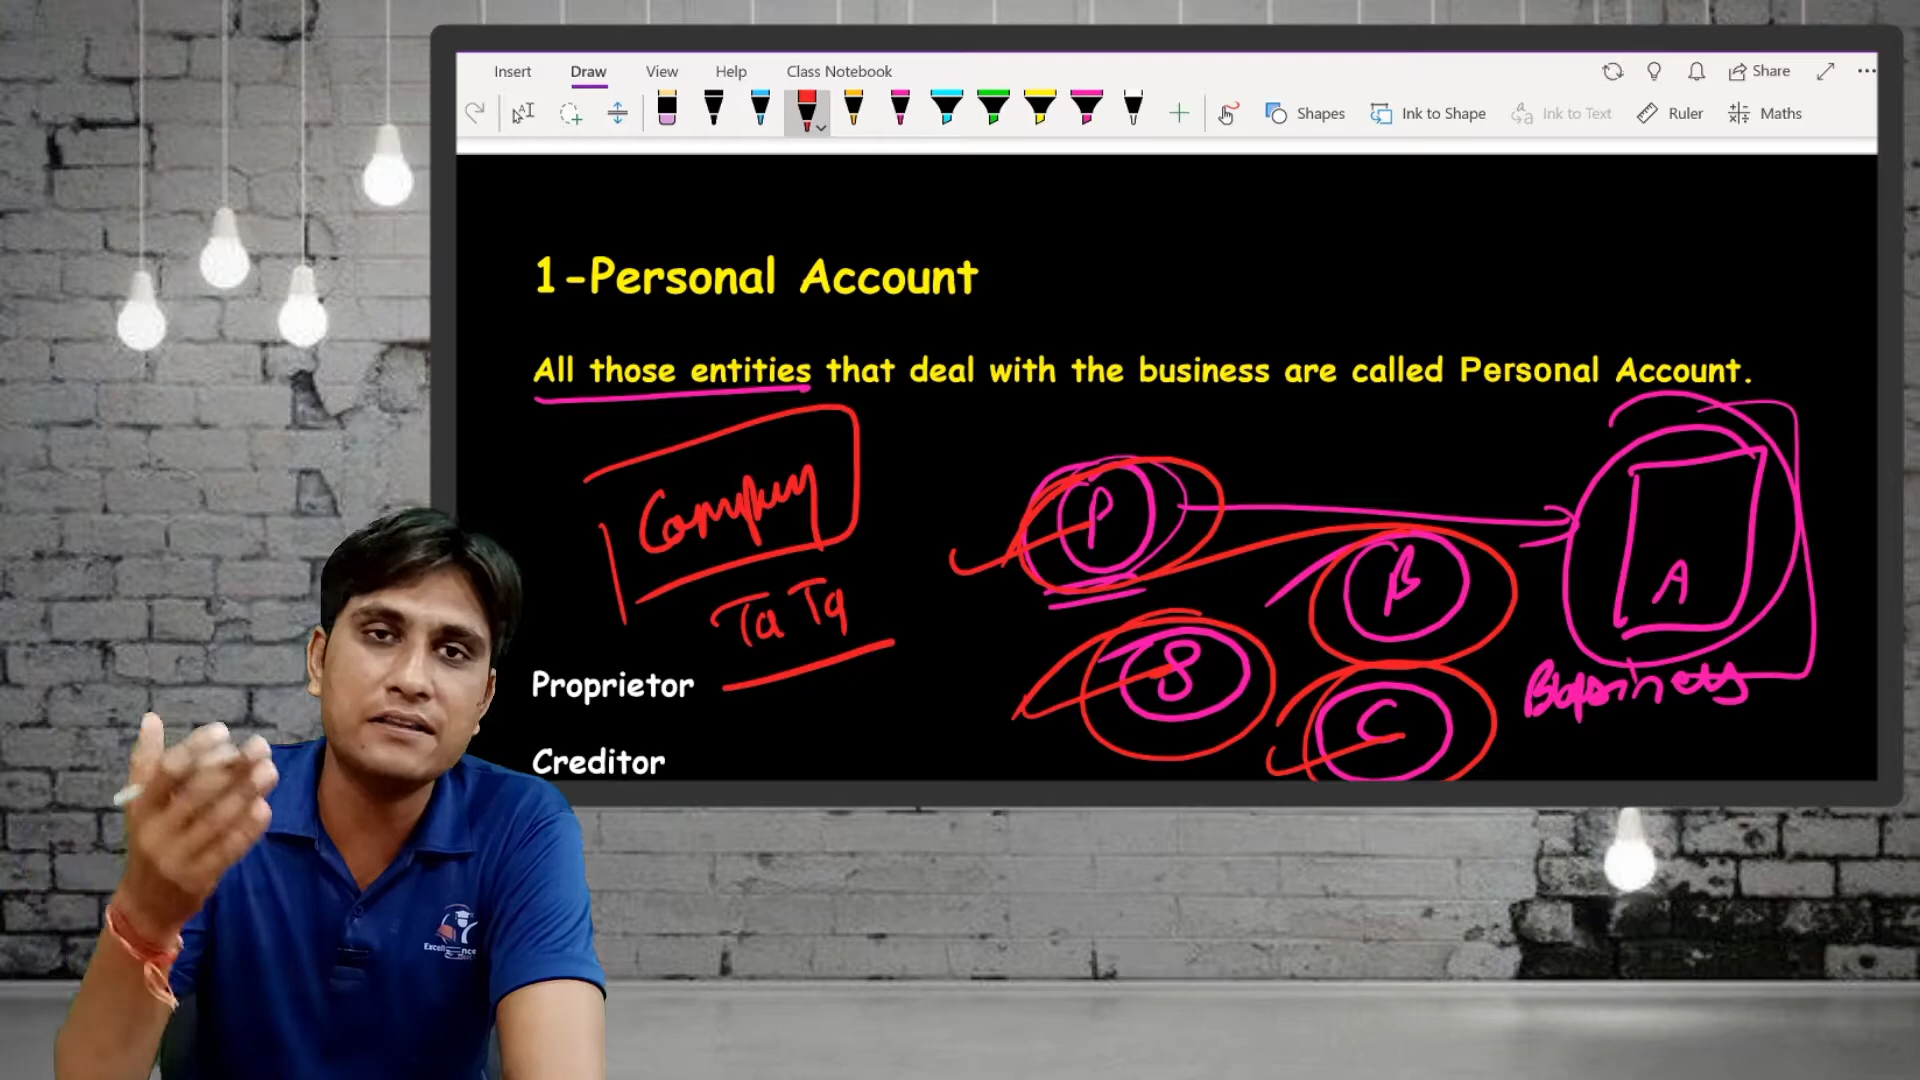 Insert Draw View Help Class Notebook Share
Shapes Ink to Shape Ink to Text Ruler Maths
1-Personal Account
All those entities that deal with the business are called Personal Account.
Company
P
B
A
Ta Ta
S
Proprietor
C
Creditor